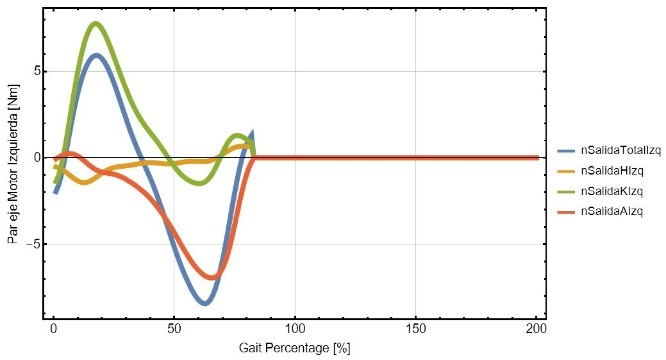 Par eje Motor Izquierda [Nm]
5
0
-5
0 50 100 150 200
Gait Percentage [%]
nSalidaTotalIzq
nSalidaHIzq
nSalidaKIzq
nSalidaAIzq